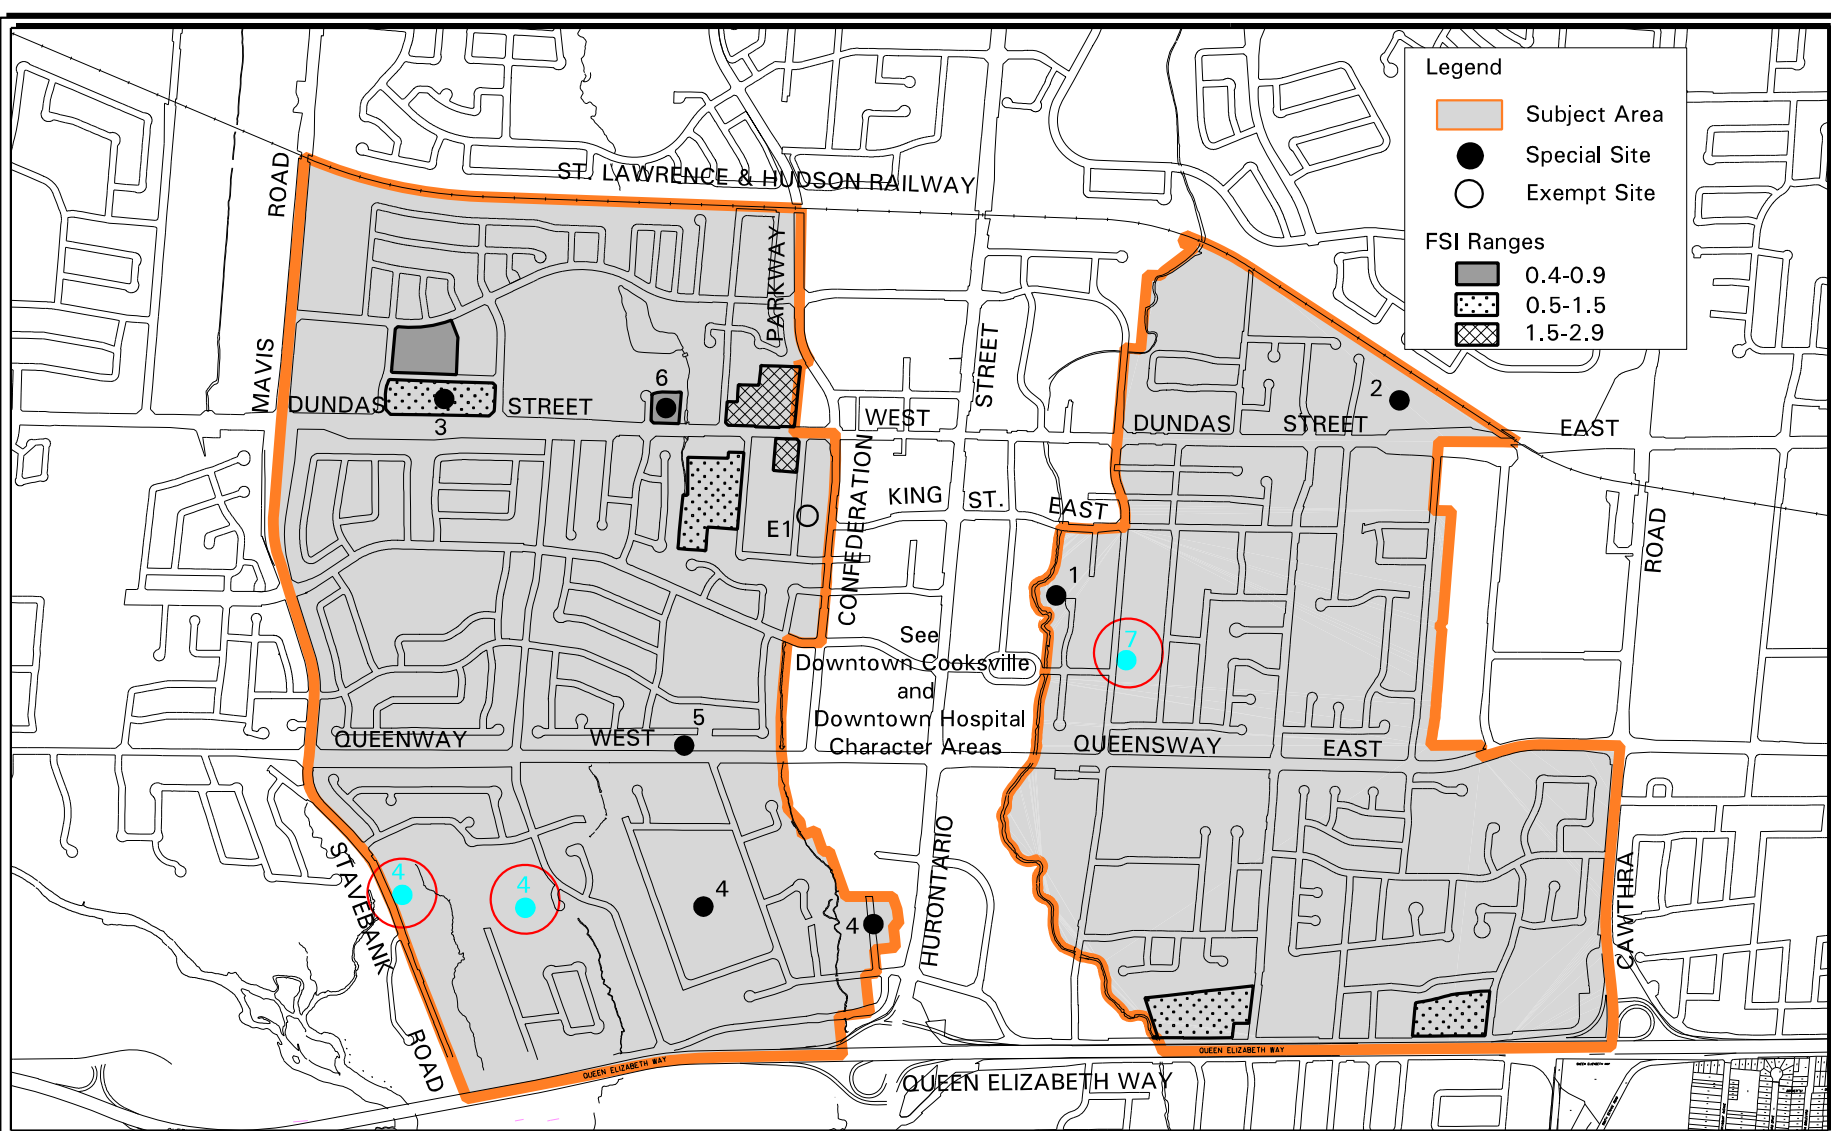 Legend
Subject Area
Special Site
Exempt Site
FSI Ranges
0.4-0.9
0.5-1.5
1.5-2.9
ST. LAWRENCE & HUDSON RAILWAY
MAVIS ROAD
PARKWAY
CONFEDERATION
STREET
HURONTARIO
DUNDAS STREET WEST
DUNDAS STREET EAST
3
6
2
KING ST. EAST
E1
1
7
ROAD
CAWTHRA
See
Downtown Cooksville
and
Downtown Hospital
Character Areas
5
QUEENWAY WEST
QUEENSWAY EAST
4
4
4
4
STAVEBANK
ROAD
QUEEN ELIZABETH WAY
QUEEN ELIZABETH WAY
QUEEN ELIZABETH WAY